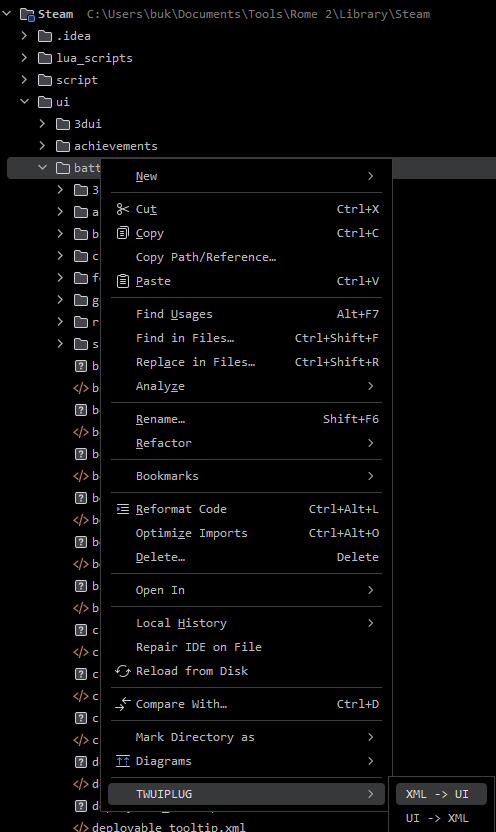 Steam C:\Users\buk\Documents\Tools\Rome 2\Library\Steam
.idea
lua_scripts
script
ui
3dui
achievements
batt
New
Cut Ctrl+X
Copy Ctrl+C
Copy Path/Reference…
Paste Ctrl+V
Find Usages Alt+F7
Find in Files… Ctrl+Shift+F
Replace in Files… Ctrl+Shift+R
Analyze
Rename… Shift+F6
Refactor
Bookmarks
Reformat Code Ctrl+Alt+L
Optimize Imports Ctrl+Alt+O
Delete… Delete
Open In
Local History
Repair IDE on File
Reload from Disk
Compare With… Ctrl+D
Mark Directory as
Diagrams
TWUIPLUG
XML -> UI
UI -> XML
deployable_tooltip.xml